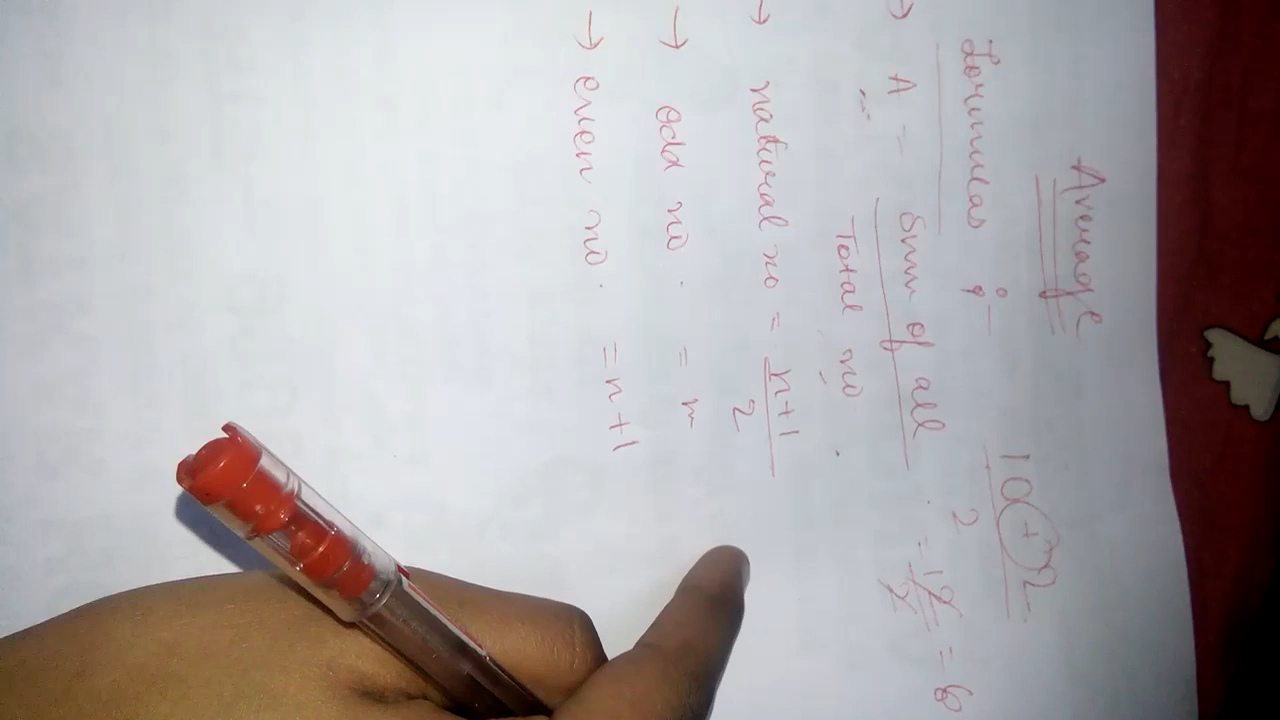 Average
Formulas :-
10 + 2
2
= 12/2 = 6
→ A = Sum of all
Total no.
→ natural no = n+1
2
→ odd no. = n
→ even no. = n+1